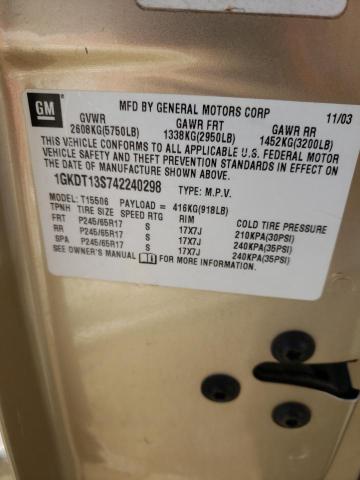 GM
MFD BY GENERAL MOTORS CORP 11/03
GVWR GAWR FRT GAWR RR
2608KG(5750LB) 1338KG(2950LB) 1452KG(3200LB)
THIS VEHICLE CONFORMS TO ALL APPLICABLE U.S. FEDERAL MOTOR
VEHICLE SAFETY AND THEFT PREVENTION STANDARDS IN EFFECT ON
THE DATE OF MANUFACTURE SHOWN ABOVE.
1GKDT13S742240298 TYPE: M.P.V.
MODEL: T15506 PAYLOAD = 416KG(918LB)
TPNH TIRE SIZE SPEED RTG RIM COLD TIRE PRESSURE
FRT P245/65R17 S 17X7J 210KPA(30PSI)
RR P245/65R17 S 17X7J 240KPA(35PSI)
SPA P245/65R17 S 17X7J 240KPA(35PSI)
SEE OWNER'S MANUAL FOR MORE INFORMATION.